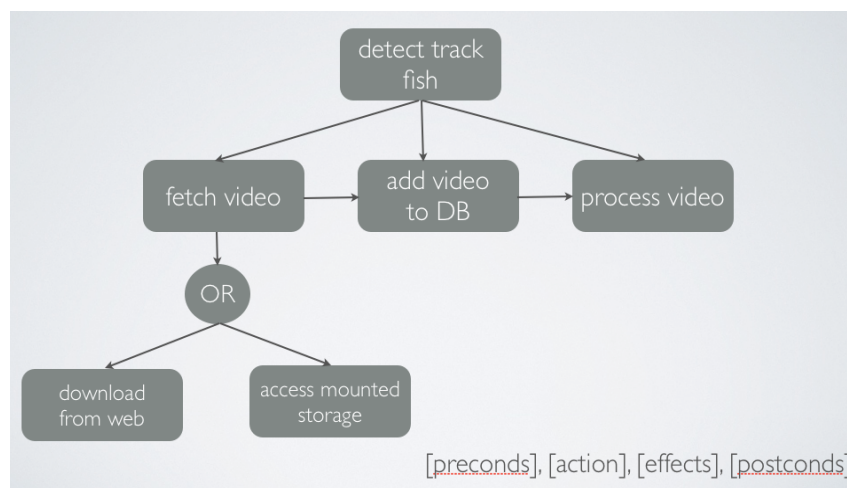 detect track
fish
fetch video
add video
to DB
process video
OR
download
from web
access mounted
storage
[preconds], [action], [effects], [postconds]